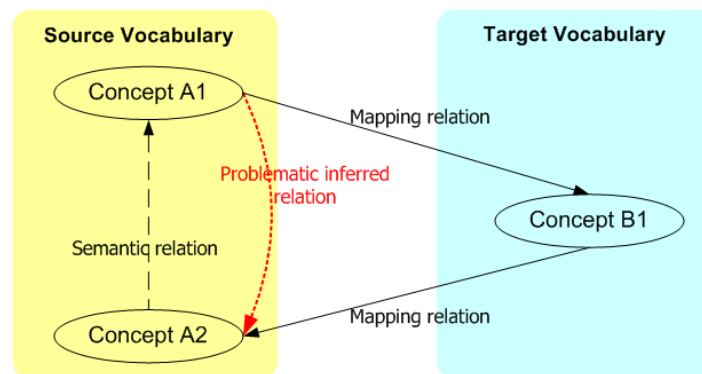 Source Vocabulary
Target Vocabulary
Concept A1
Mapping relation
Problematic inferred
relation
Concept B1
Semantic relation
Mapping relation
Concept A2